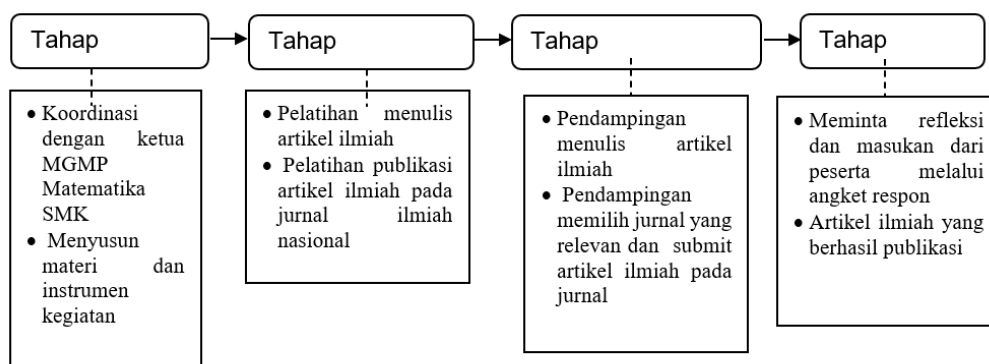 Tahap
Tahap
Tahap
Tahap
• Koordinasi
dengan ketua
MGMP
Matematika
SMK
• Menyusun
materi dan
instrumen
kegiatan
• Pelatihan menulis
artikel ilmiah
• Pelatihan publikasi
artikel ilmiah pada
jurnal ilmiah
nasional
• Pendampingan
menulis artikel
ilmiah
• Pendampingan
memilih jurnal yang
relevan dan submit
artikel ilmiah pada
jurnal
• Meminta refleksi
dan masukan dari
peserta melalui
angket respon
• Artikel ilmiah yang
berhasil publikasi